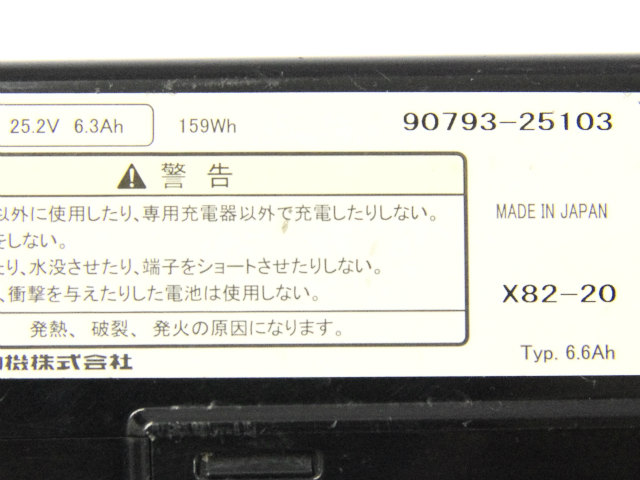 25.2V 6.3Ah 159Wh 90793-25103
⚠警告
以外に使用したり、専用充電器以外で充電したりしない。
をしない。
たり、水没させたり、端子をショートさせたりしない。
、衝撃を与えたりした電池は使用しない。
発熱、破裂、発火の原因になります。
機株式会社
MADE IN JAPAN
X82-20
Typ. 6.6Ah